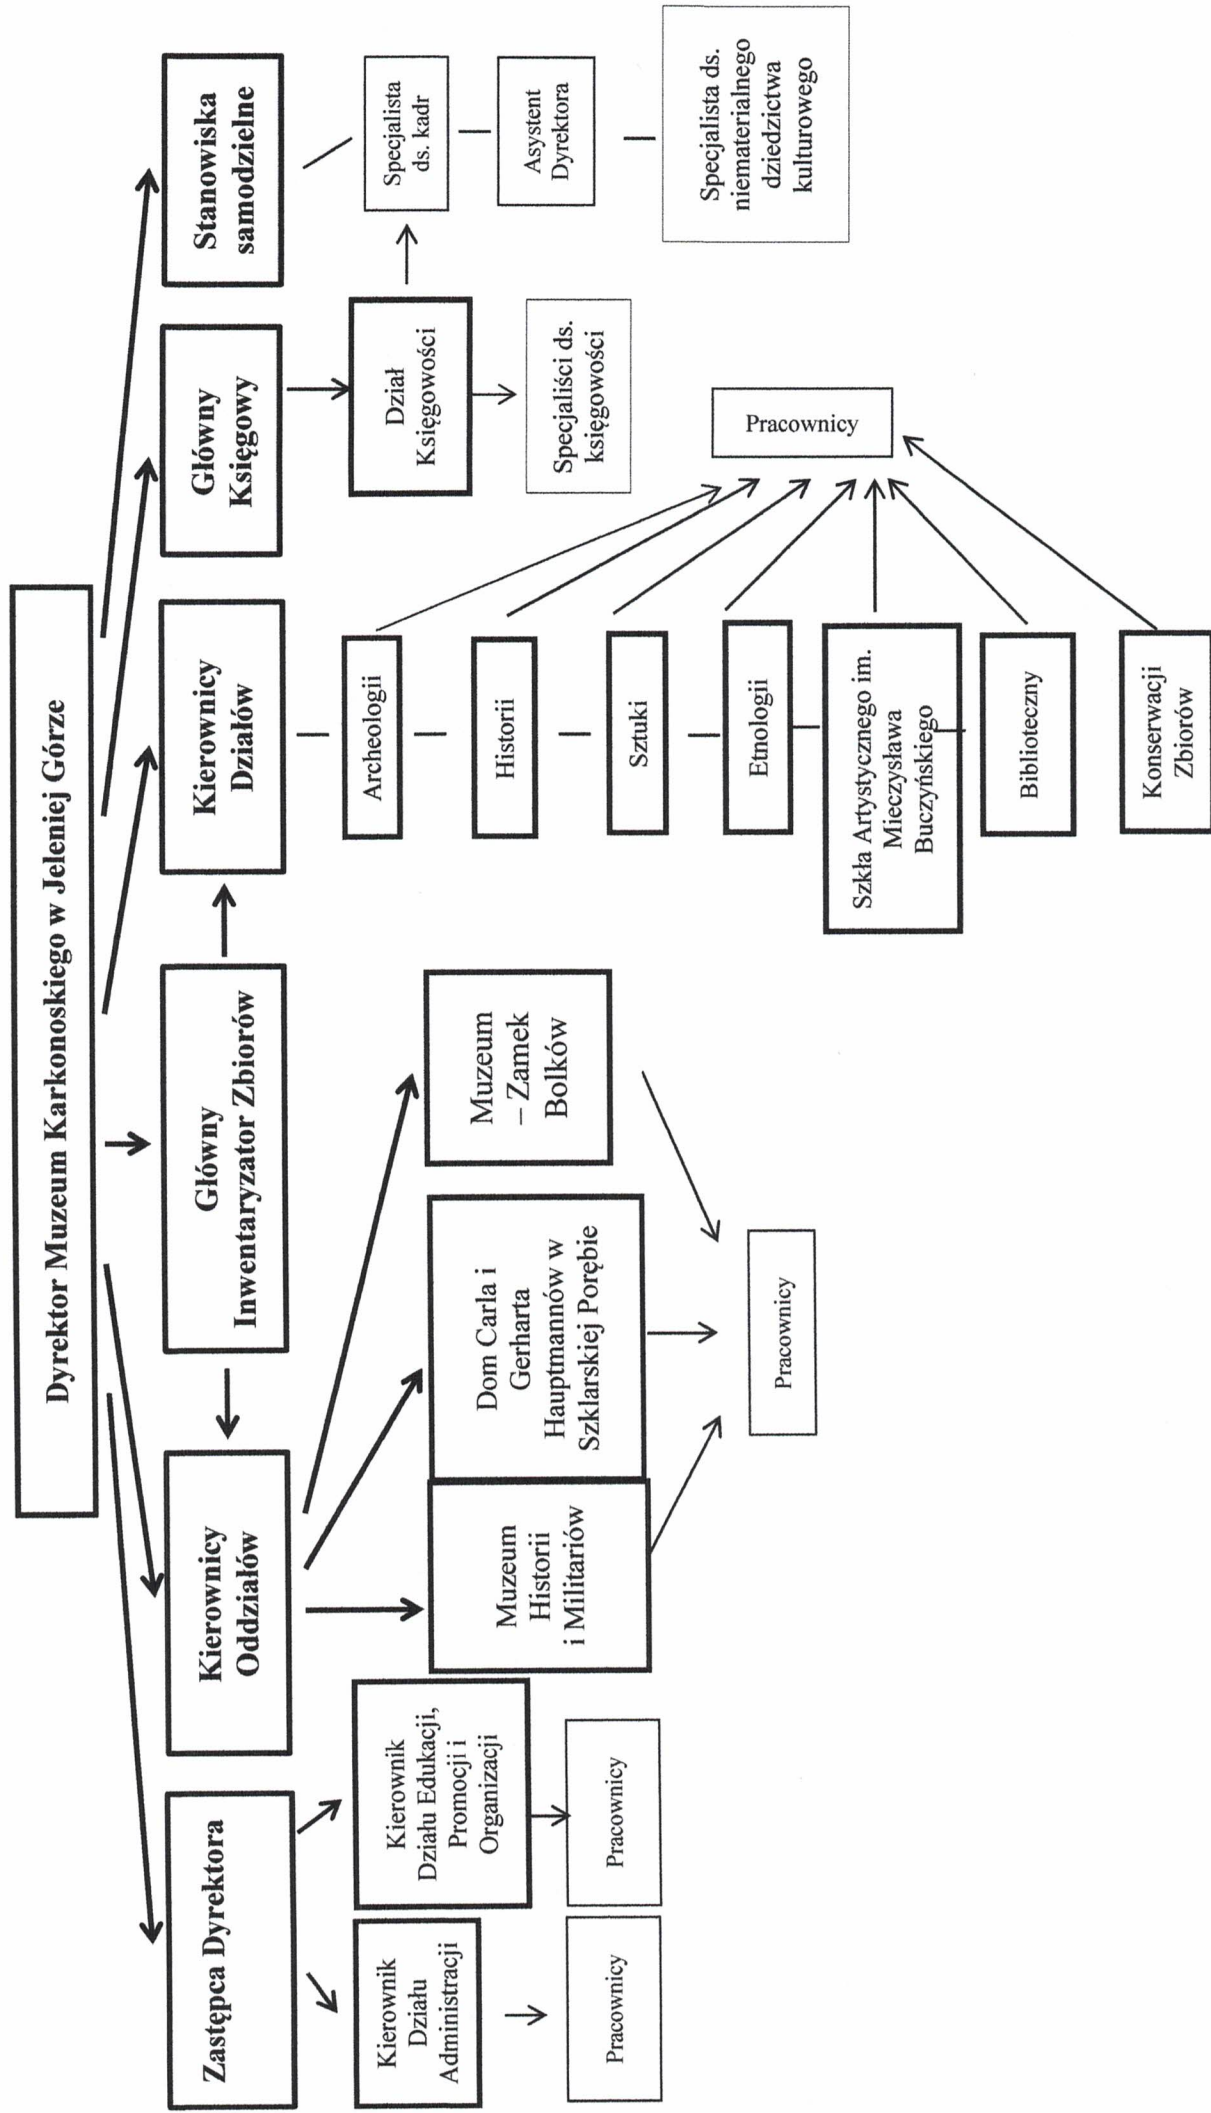 Dyrektor Muzeum Karkonoskiego w Jeleniej Górze
Zastępca Dyrektora
Kierownicy
Oddziałów
Główny
Inwentaryzator Zbiorów
Kierownicy
Działów
Główny
Księgowy
Stanowiska
samodzielne
Kierownik
Działu
Administracji
Pracownicy
Kierownik
Działu Edukacji,
Promocji i
Organizacji
Pracownicy
Muzeum
Historii
i Militariów
Dom Carla i
Gerharta
Hauptmannów w
Szklarskiej Porębie
Muzeum
– Zamek
Bolków
Pracownicy
Archeologii
Historii
Sztuki
Etnologii
Szkła Artystycznego im.
Mieczysława
Buczyńskiego
Biblioteczny
Konserwacji
Zbiorów
Pracownicy
Dział
Księgowości
Specjaliści ds.
księgowości
Specjalista
ds. kadr
Asystent
Dyrektora
Specjalista ds.
niematerialnego
dziedzictwa
kulturowego